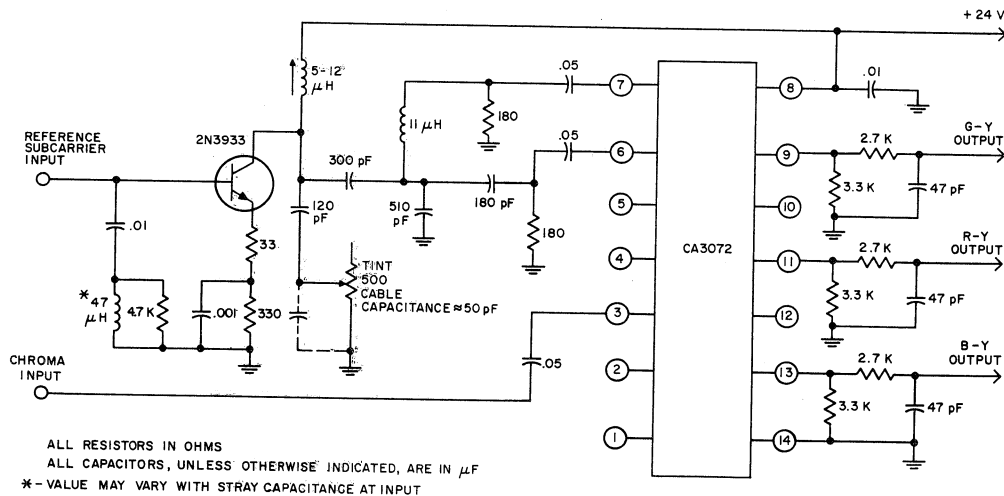 + 24 V
5-12
μH
.05
7
8
.01
REFERENCE
SUBCARRIER
INPUT
2N3933
11 μH
180
G-Y
OUTPUT
.05
6
9
2.7 K
300 pF
3.3 K
47 pF
120
pF
510
pF
180 pF
5
10
.01
33
180
R-Y
OUTPUT
TINT
500
CABLE
CAPACITANCE ≈ 50 pF
4
CA3072
11
2.7 K
* 47
μH
4.7 K
.001
330
3
12
3.3 K
47 pF
CHROMA
INPUT
.05
2
13
2.7 K
B-Y
OUTPUT
3.3 K
47 pF
1
14
ALL RESISTORS IN OHMS
ALL CAPACITORS, UNLESS OTHERWISE INDICATED, ARE IN μF
* - VALUE MAY VARY WITH STRAY CAPACITANCE AT INPUT